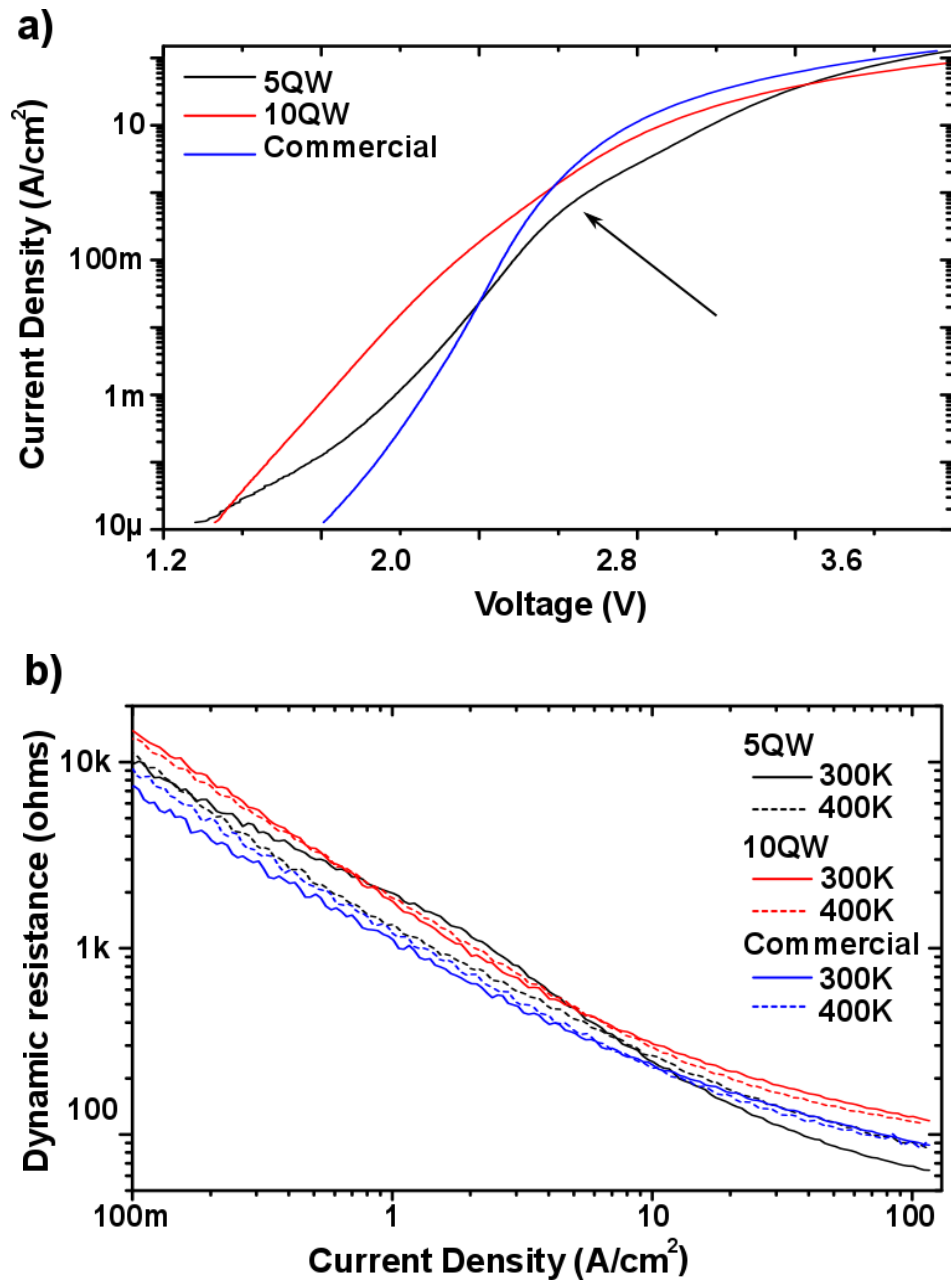 a)
5QW
10QW
Commercial
Current Density (A/cm²)
10
100m
1m
10µ
1.2
2.0
2.8
3.6
Voltage (V)
b)
Dynamic resistance (ohms)
10k
1k
100
5QW
300K
400K
10QW
300K
400K
Commercial
300K
400K
100m
1
10
100
Current Density (A/cm²)